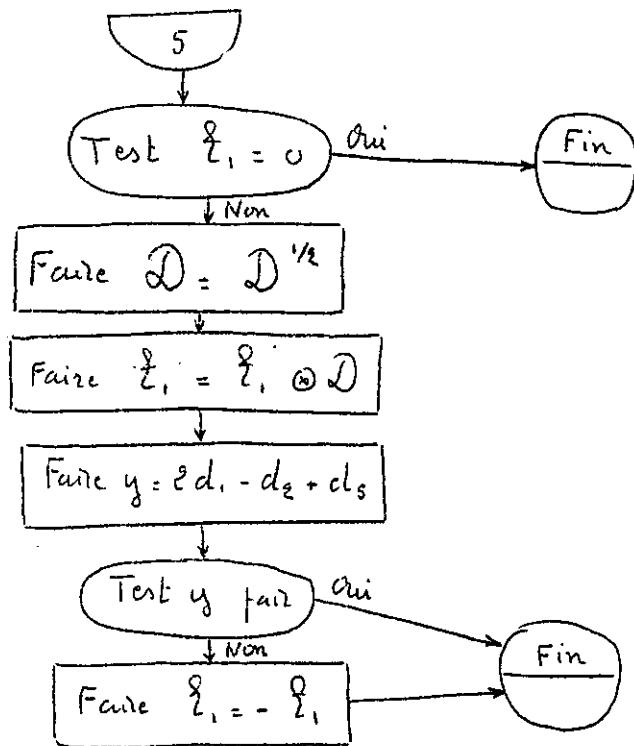 5
Test ξ₁ = 0
Oui
Fin
Non
Faire D = D^1/2
Faire ξ₁ = ξ₁ ⊗ D
Faire y = 2d₁ - d₂ + d₃
Test y pair
Oui
Fin
Non
Faire ξ₁ = - ξ₁